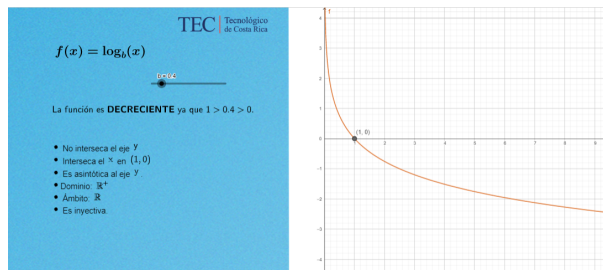 TEC Tecnológico
de Costa Rica
f(x) = log_b(x)
b = 0.4
La función es DECRECIENTE ya que 1 > 0.4 > 0.
• No interseca el eje y
• Interseca el x en (1, 0)
• Es asintótica al eje y.
• Dominio: ℝ⁺
• Ámbito: ℝ
• Es inyectiva.
4
3
2
1
0
-1
-2
-3
-4
(1, 0)
1 2 3 4 5 6 7 8 9